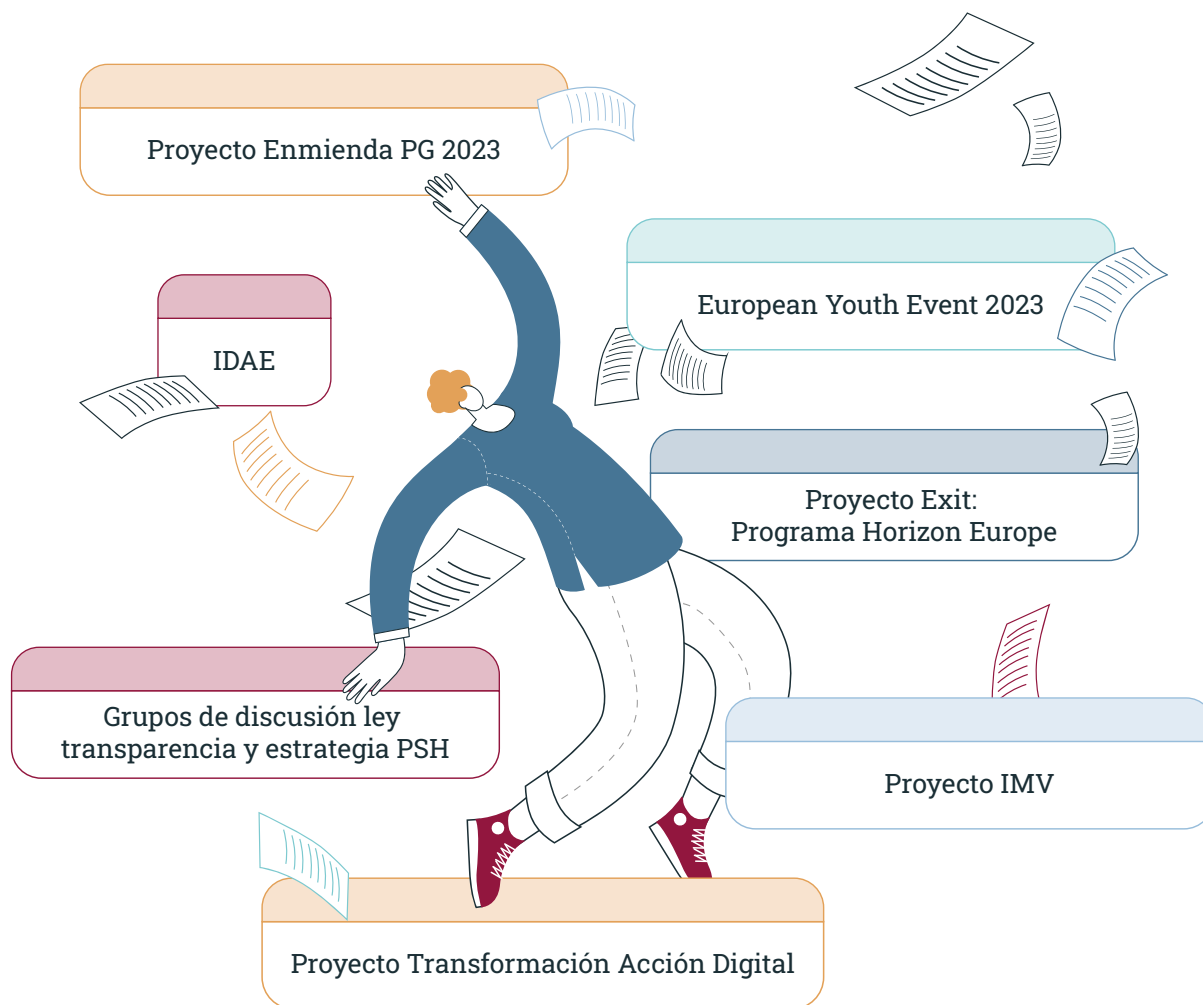 Proyecto Enmienda PG 2023
European Youth Event 2023
IDAE
Proyecto Exit:
Programa Horizon Europe
Grupos de discusión ley
transparencia y estrategia PSH
Proyecto IMV
Proyecto Transformación Acción Digital